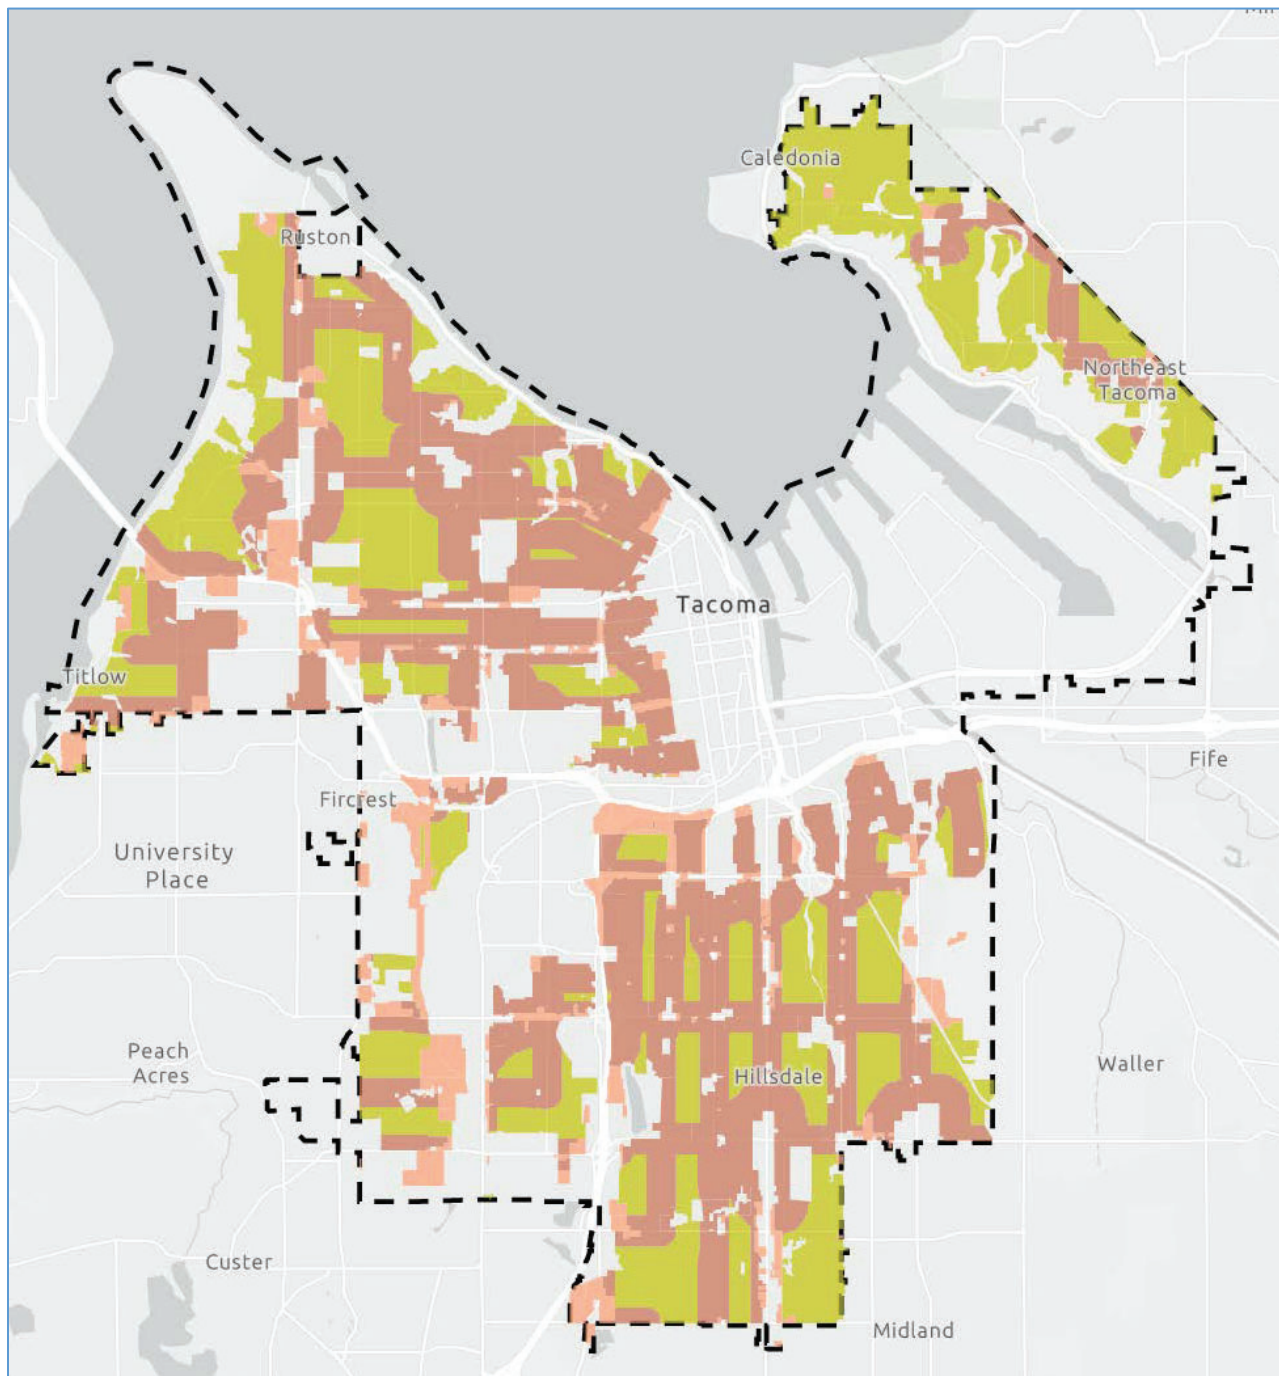 Caledonia
Ruston
Northeast
Tacoma
Tacoma
Titlow
Fife
Fircrest
University
Place
Peach
Acres
Hillsdale
Waller
Custer
Midland